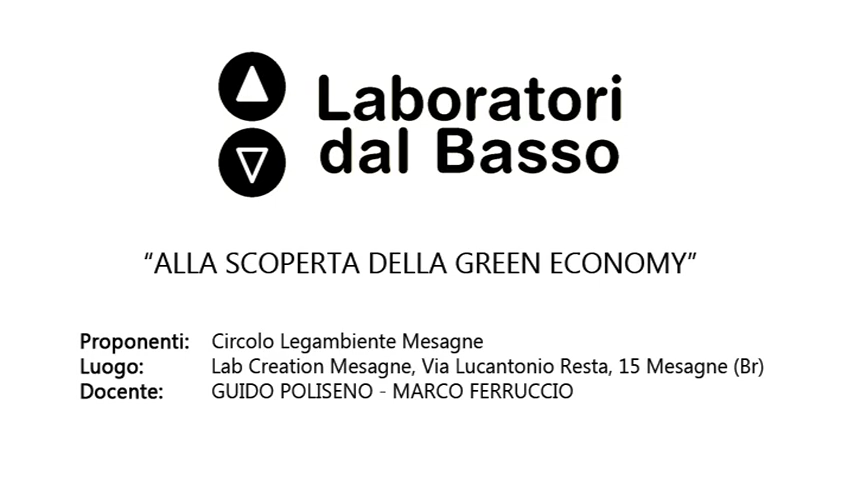 Laboratori
dal Basso
“ALLA SCOPERTA DELLA GREEN ECONOMY”
Proponenti: Circolo Legambiente Mesagne
Luogo: Lab Creation Mesagne, Via Lucantonio Resta, 15 Mesagne (Br)
Docente: GUIDO POLISENO - MARCO FERRUCCIO